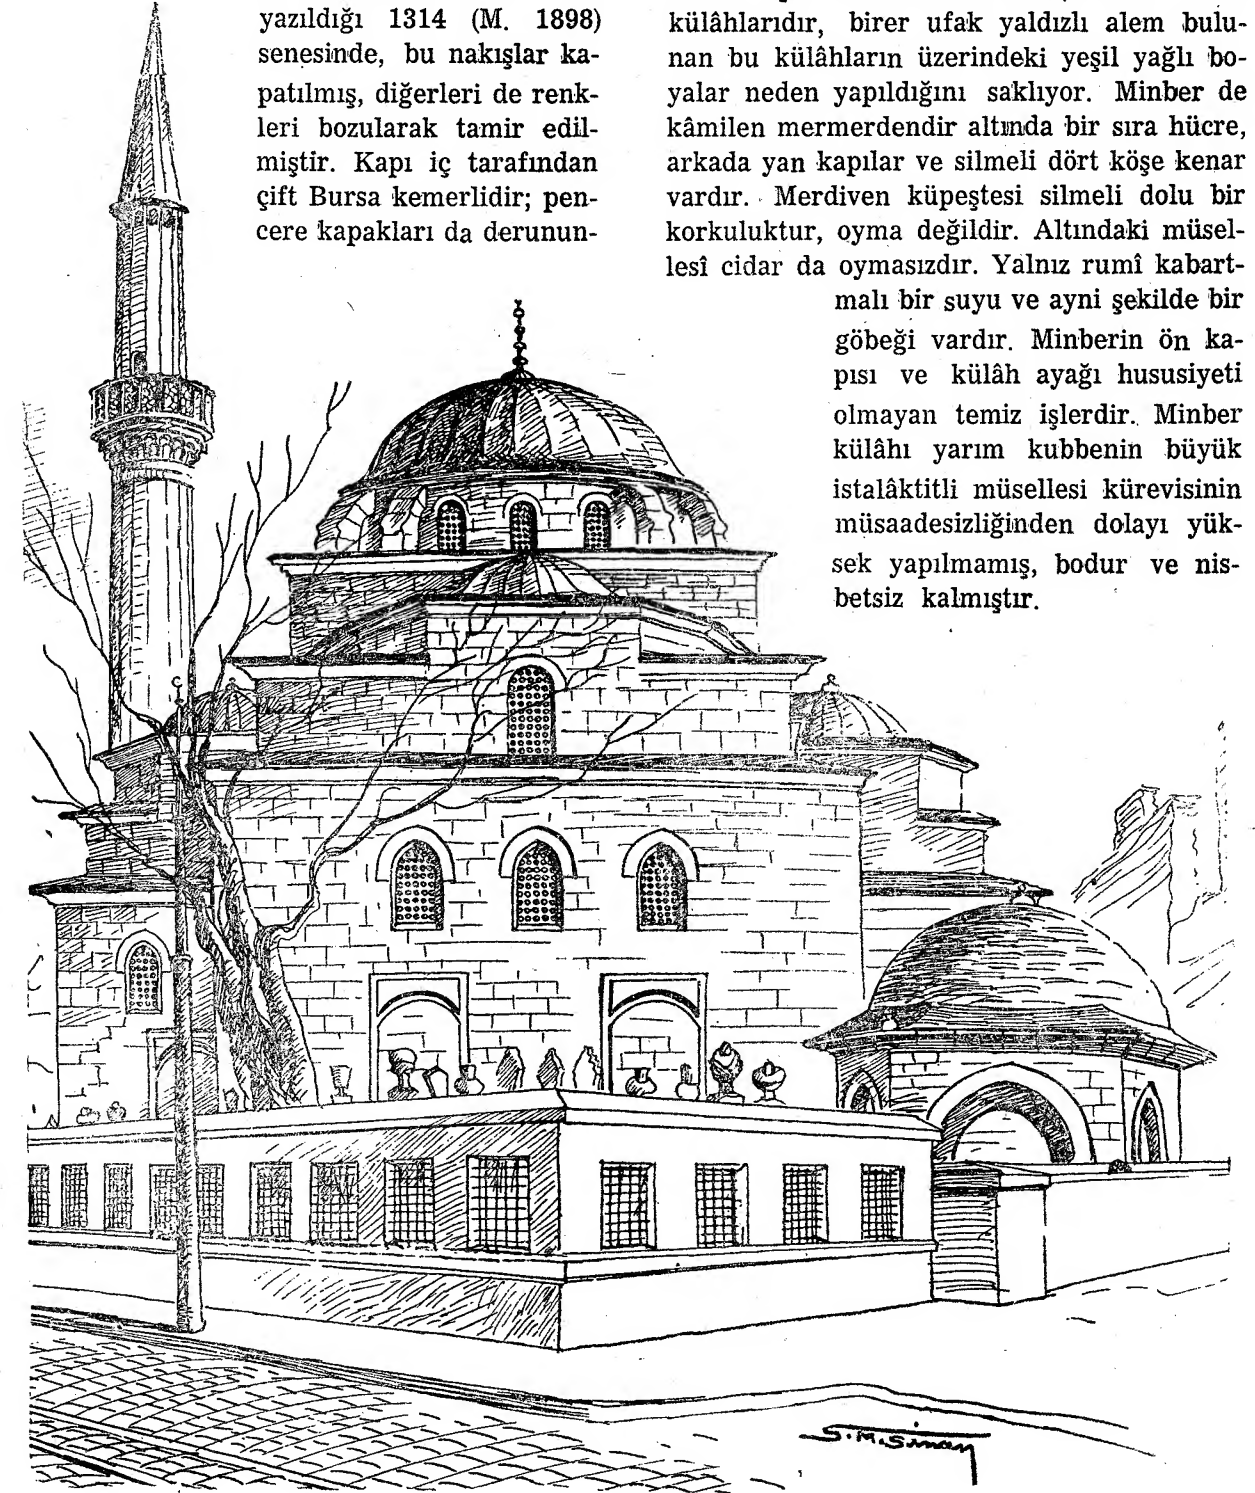 yazıldığı 1314 (M. 1898)
senesinde, bu nakışlar ka-
patılmış, diğerleri de renk-
leri bozularak tamir edil-
miştir. Kapı iç tarafından
çift Bursa kemerlidir; pen-
cere kapakları da derunun-
külâhlarıdır, birer ufak yaldızlı alem bulu-
nan bu külâhların üzerindeki yeşil yağlı bo-
yalar neden yapıldığını saklıyor. Minber de
kâmilen mermerdendir altında bir sıra hücre,
arkada yan kapılar ve silmeli dört köşe kenar
vardır. Merdiven küpeştesi silmeli dolu bir
korkuluktur, oyma değildir. Altındaki müsel-
lesî cidar da oymasızdır. Yalnız rumî kabart-
malı bir suyu ve ayni şekilde bir
göbeği vardır. Minberin ön ka-
pısı ve külâh ayağı hususiyeti
olmayan temiz işlerdir. Minber
külâhı yarım kubbenin büyük
istalâktitli müsellesi kürevisinin
müsaadesizliğinden dolayı yük-
sek yapılmamış, bodur ve nis-
betsiz kalmıştır.
S.M.Sinan